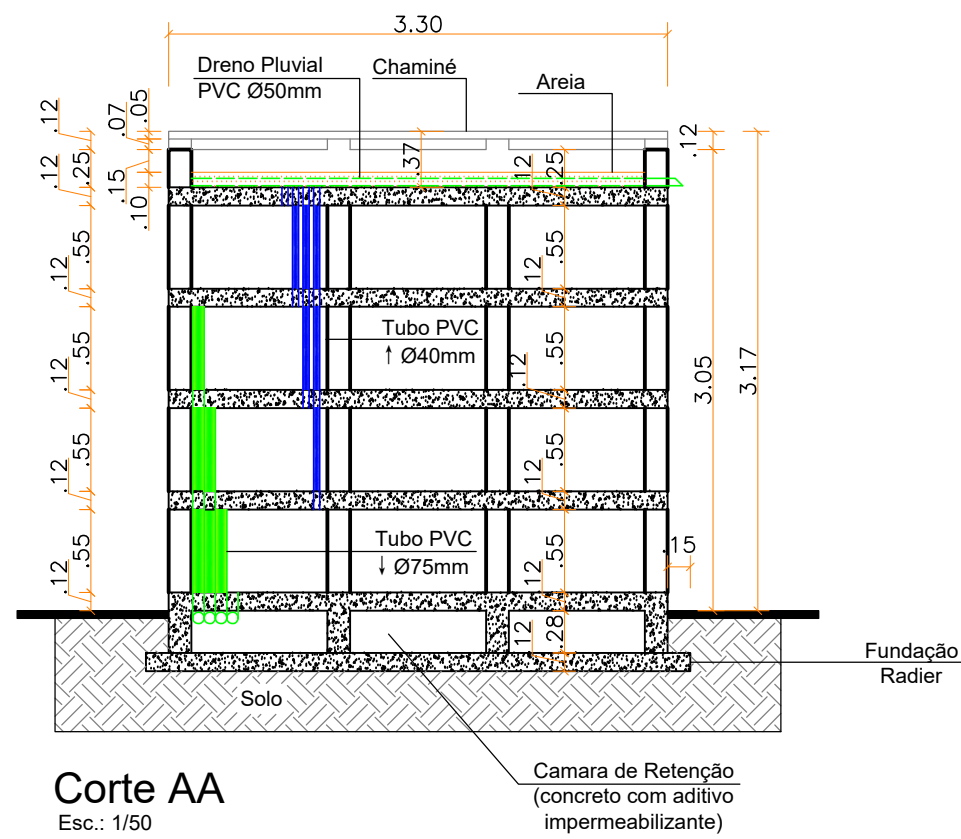 3.30
Dreno Pluvial
PVC Ø50mm
Chaminé
Areia
.12
.07
.05
.12
.12
.25
.15
.10
.37
.12
.25
.12
.55
.12
.55
Tubo PVC
↑ Ø40mm
.12
.55
.12
.55
3.05
3.17
.12
.55
.12
.55
.12
.55
Tubo PVC
↓ Ø75mm
.12
.55
.15
.12
.28
Fundação
Radier
Solo
Camara de Retenção
(concreto com aditivo
impermeabilizante)
Corte AA
Esc.: 1/50